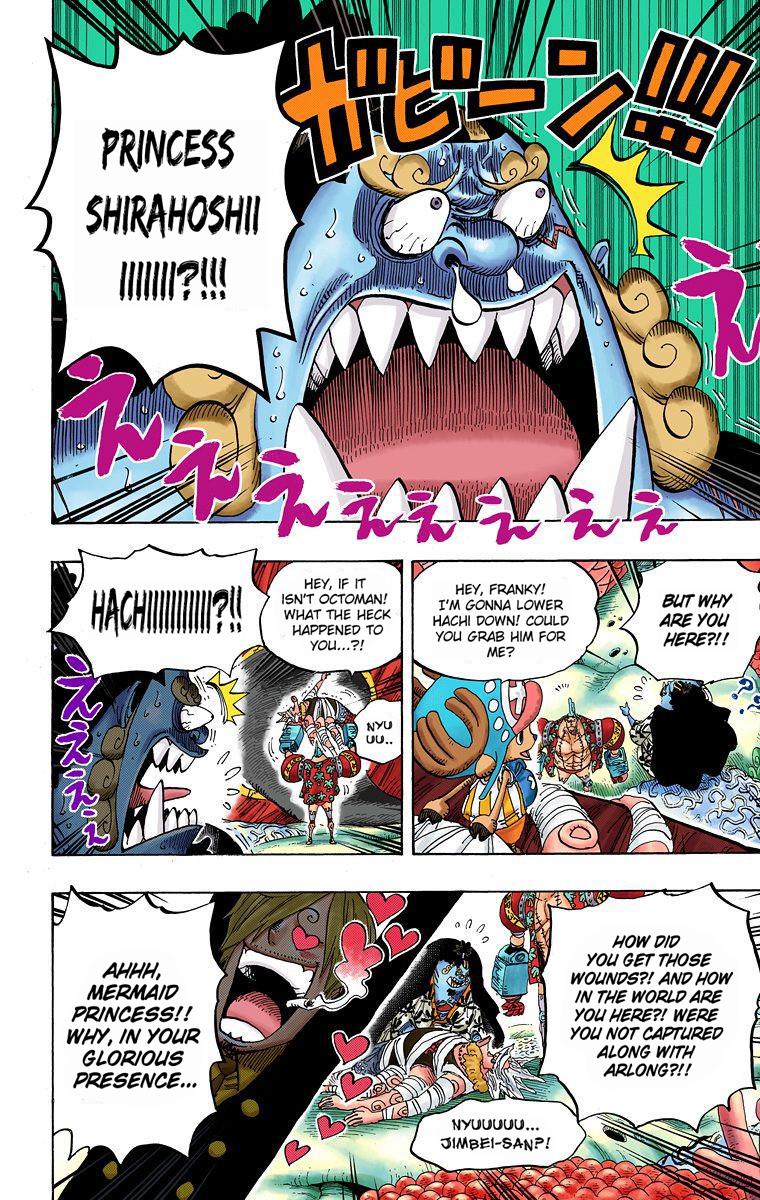 ガビーン!!!
PRINCESS
SHIRAHOSHII
IIIIIII?!!!
え
え
え
え
え
え
え
え
え
え
BUT WHY
ARE YOU
HERE?!!
HEY, FRANKY!
I'M GONNA LOWER
HACHI DOWN! COULD
YOU GRAB HIM FOR
ME?
??
HEY, IF IT
ISN'T OCTOMAN!
WHAT THE HECK
HAPPENED TO
YOU...?!
NYU
UU..
HACHIIIIIIIIIIII?!!
え
え
え
え
え
HOW DID
YOU GET THOSE
WOUNDS?! AND HOW
IN THE WORLD ARE
YOU HERE?! WERE
YOU NOT CAPTURED
ALONG WITH
ARLONG?!!
NYUUUUU...
JIMBEI-SAN?!
AHHH,
MERMAID
PRINCESS!!
WHY, IN YOUR
GLORIOUS
PRESENCE...